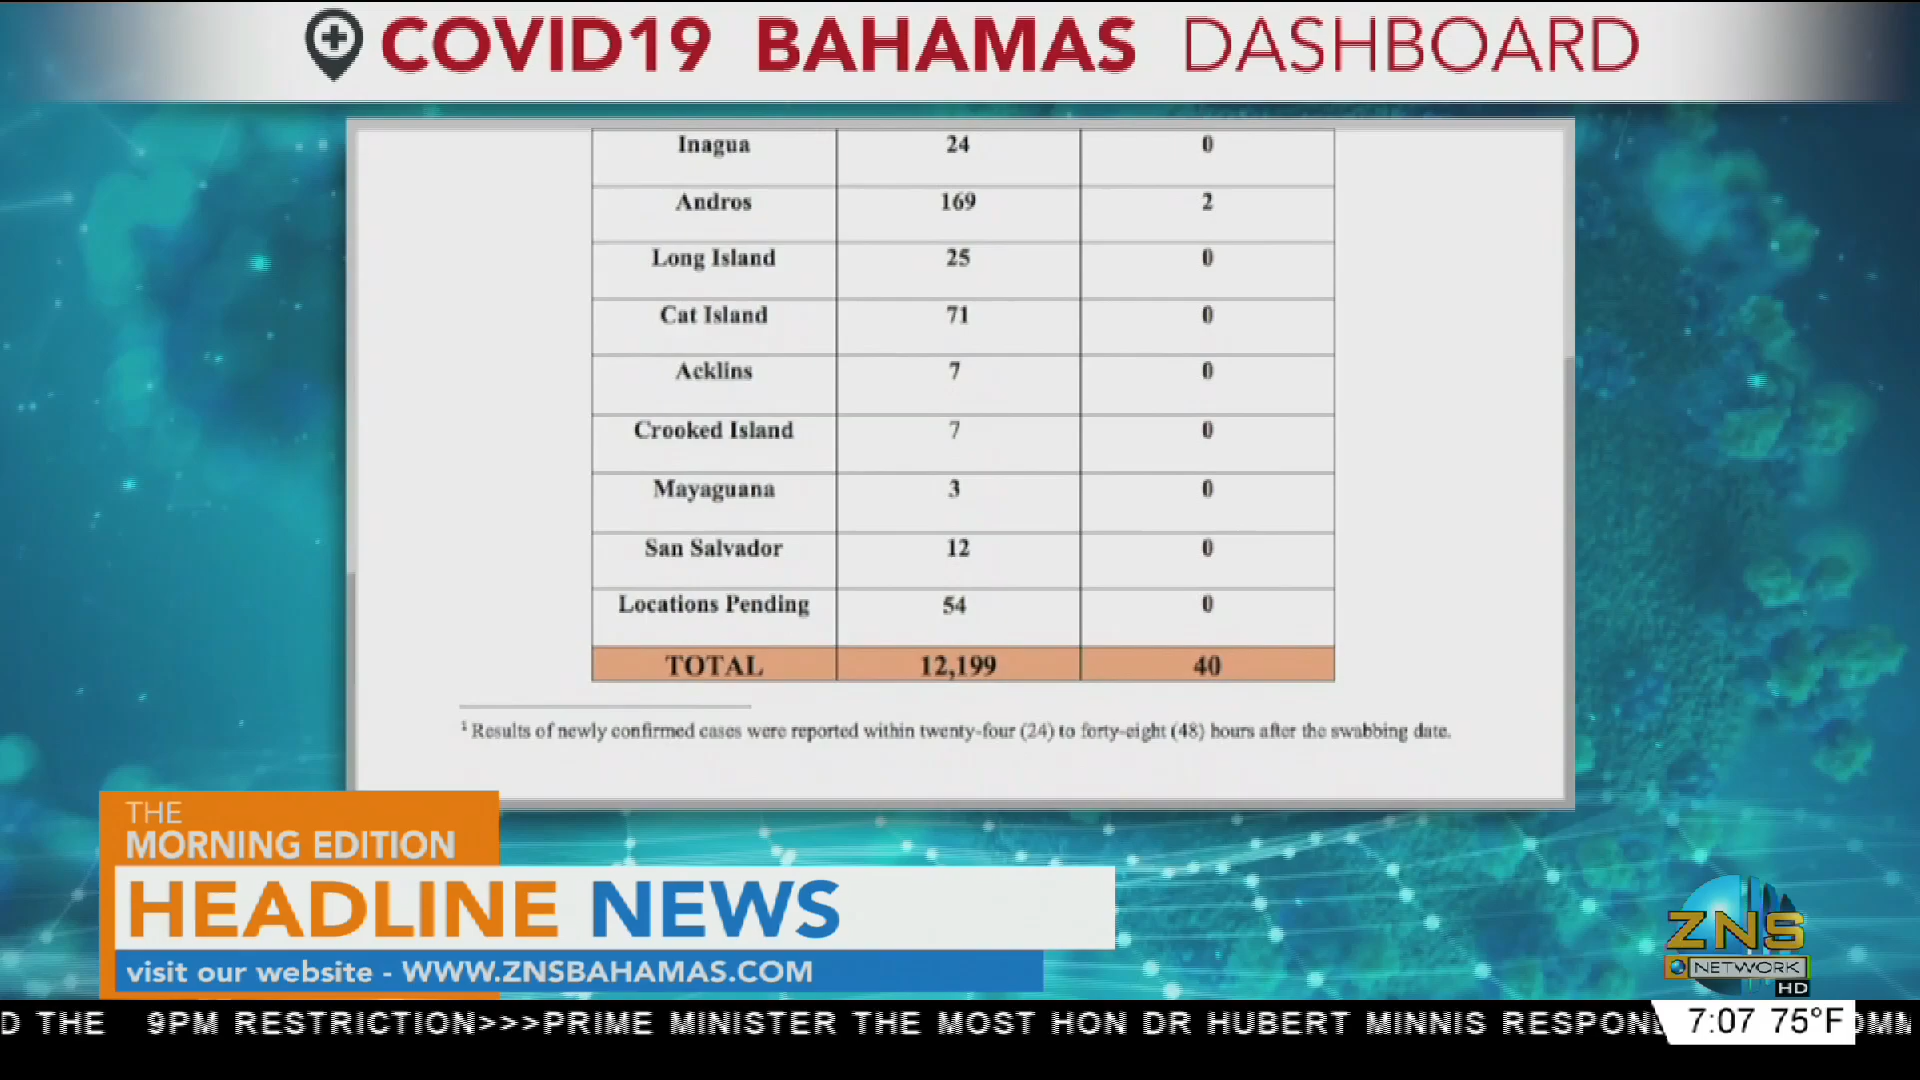 COVID19 BAHAMAS DASHBOARD
Inagua 24 0
Andros 169 2
Long Island 25 0
Cat Island 71 0
Acklins 7 0
Crooked Island 7 0
Mayaguana 3 0
San Salvador 12 0
Locations Pending 54 0
TOTAL 12,199 40
1 Results of newly confirmed cases were reported within twenty-four (24) to forty-eight (48) hours after the swabbing date.
THE
MORNING EDITION
HEADLINE NEWS
visit our website - WWW.ZNSBAHAMAS.COM
ZNS
NETWORK
HD
D THE 9PM RESTRICTION>>>PRIME MINISTER THE MOST HON DR HUBERT MINNIS RESPON
7:07 75°F